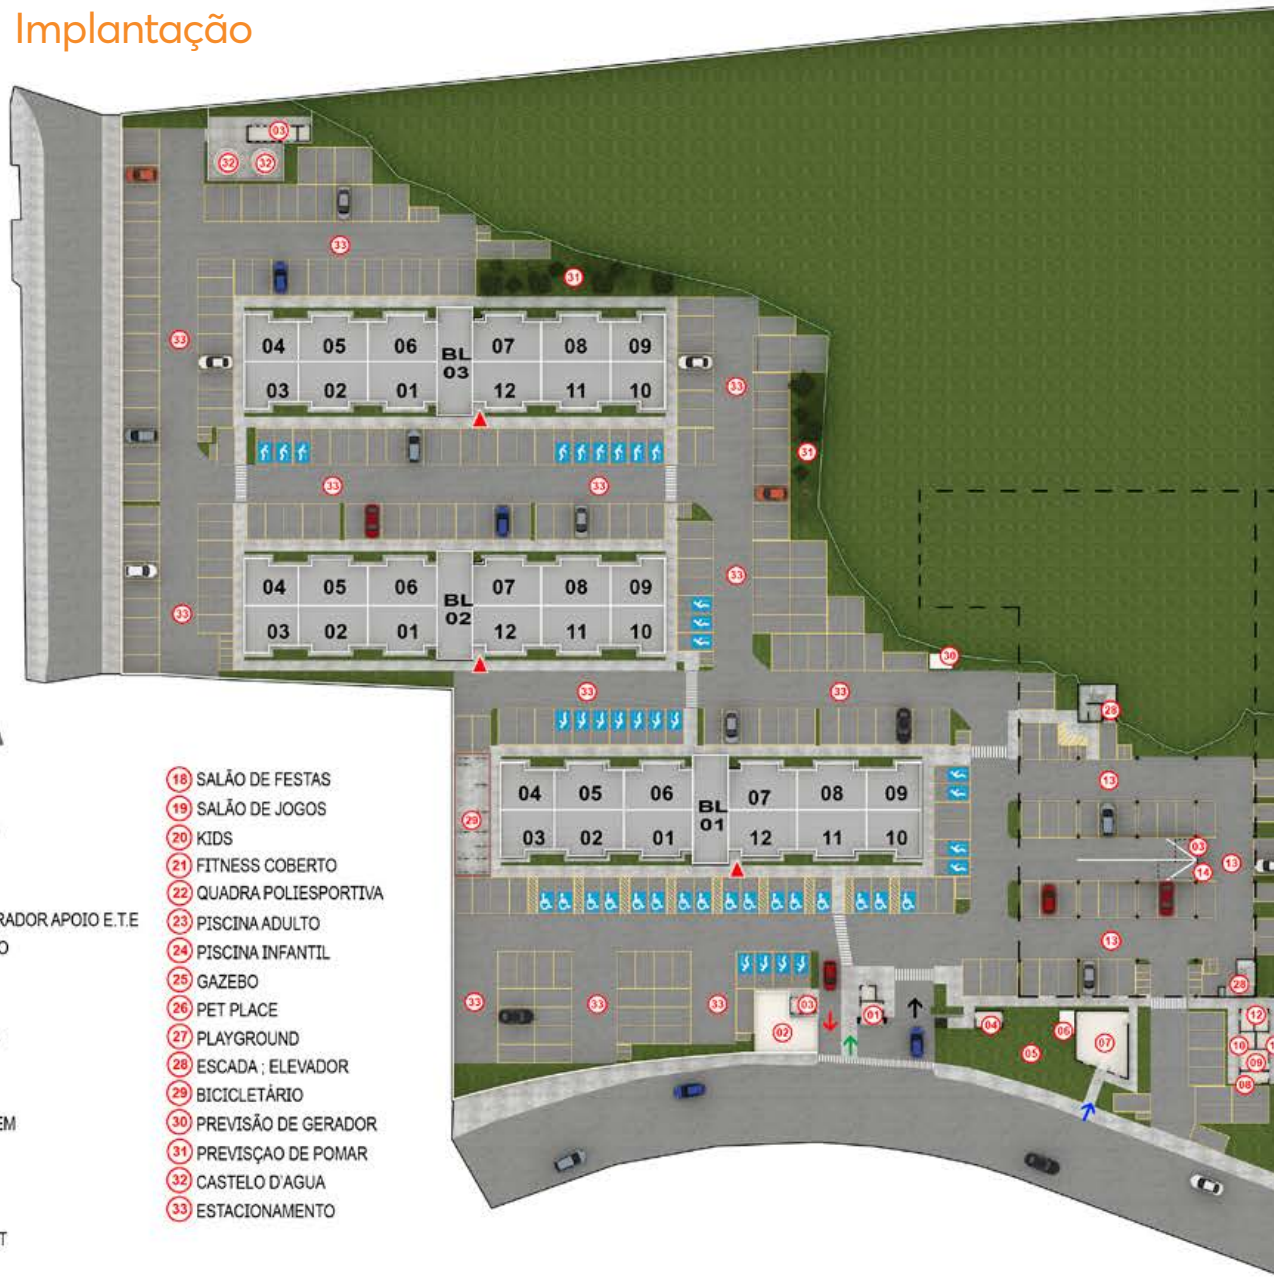 Implantação
03
32 32
33
31
33
04 05 06 07 08 09
BL
03
03 02 01 12 11 10
33
31
33 33
04 05 06 07 08 09
BL
02
03 02 01 12 11 10
33
33
30
33 33
28
13
04 05 06 07 08 09
BL
01
03 02 01 12 11 10
29
03
14
13
13
28
33 33 33
03
02
01
04
05
06
07
12
10
09
08
18 SALÃO DE FESTAS
19 SALÃO DE JOGOS
20 KIDS
21 FITNESS COBERTO
22 QUADRA POLIESPORTIVA
RADOR APOIO E.T.E
23 PISCINA ADULTO
O
24 PISCINA INFANTIL
25 GAZEBO
26 PET PLACE
27 PLAYGROUND
28 ESCADA ; ELEVADOR
29 BICICLETÁRIO
EM
30 PREVISÃO DE GERADOR
31 PREVISÇAO DE POMAR
32 CASTELO D'AGUA
33 ESTACIONAMENTO
T